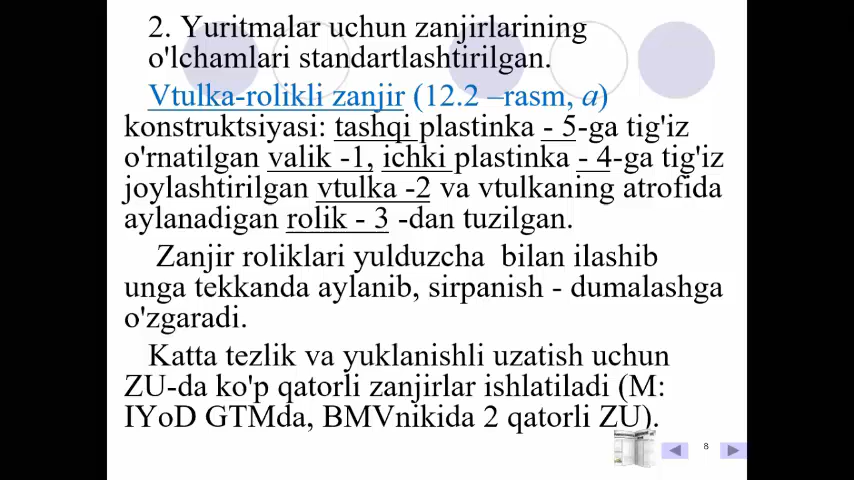 2. Yuritmalar uchun zanjirlarining
o'lchamlari standartlashtirilgan.
Vtulka-rolikli zanjir (12.2 –rasm, a)
konstruktsiyasi: tashqi plastinka - 5-ga tig'iz
o'rnatilgan valik -1, ichki plastinka - 4-ga tig'iz
joylashtirilgan vtulka -2 va vtulkaning atrofida
aylanadigan rolik - 3 -dan tuzilgan.
Zanjir roliklari yulduzcha bilan ilashib
unga tekkanda aylanib, sirpanish - dumalashga
o'zgaradi.
Katta tezlik va yuklanishli uzatish uchun
ZU-da ko'p qatorli zanjirlar ishlatiladi (M:
IYoD GTMda, BMVnikida 2 qatorli ZU).
8